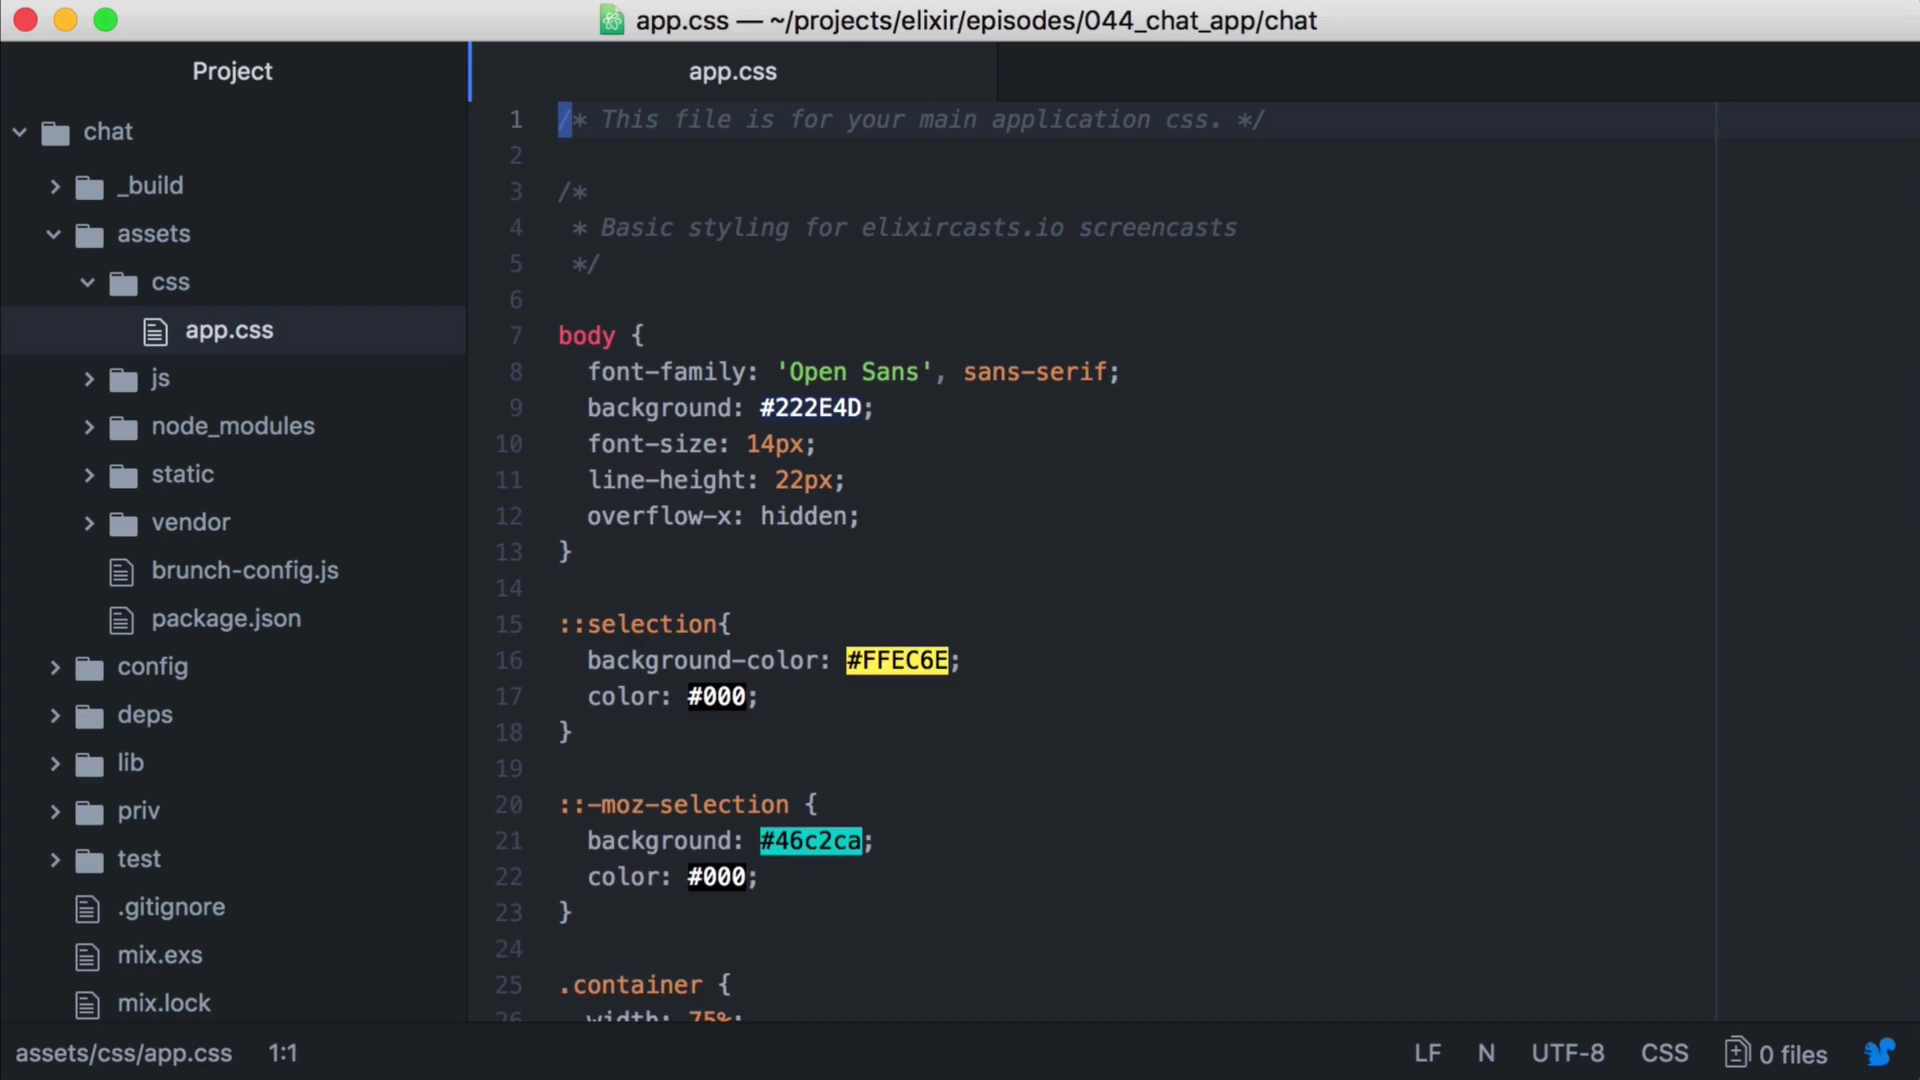 app.css — ~/projects/elixir/episodes/044_chat_app/chat
Project
chat
_build
assets
css
app.css
js
node_modules
static
vendor
brunch-config.js
package.json
config
deps
lib
priv
test
.gitignore
mix.exs
mix.lock
app.css
1 /* This file is for your main application css. */
2
3 /*
4  * Basic styling for elixircasts.io screencasts
5  */
6
7 body {
8   font-family: 'Open Sans', sans-serif;
9   background: #222E4D;
10   font-size: 14px;
11   line-height: 22px;
12   overflow-x: hidden;
13 }
14
15 ::selection{
16   background-color: #FFEC6E;
17   color: #000;
18 }
19
20 ::-moz-selection {
21   background: #46c2ca;
22   color: #000;
23 }
24
25 .container {
26   width: 75%;
assets/css/app.css 1:1 LF N UTF-8 CSS 0 files